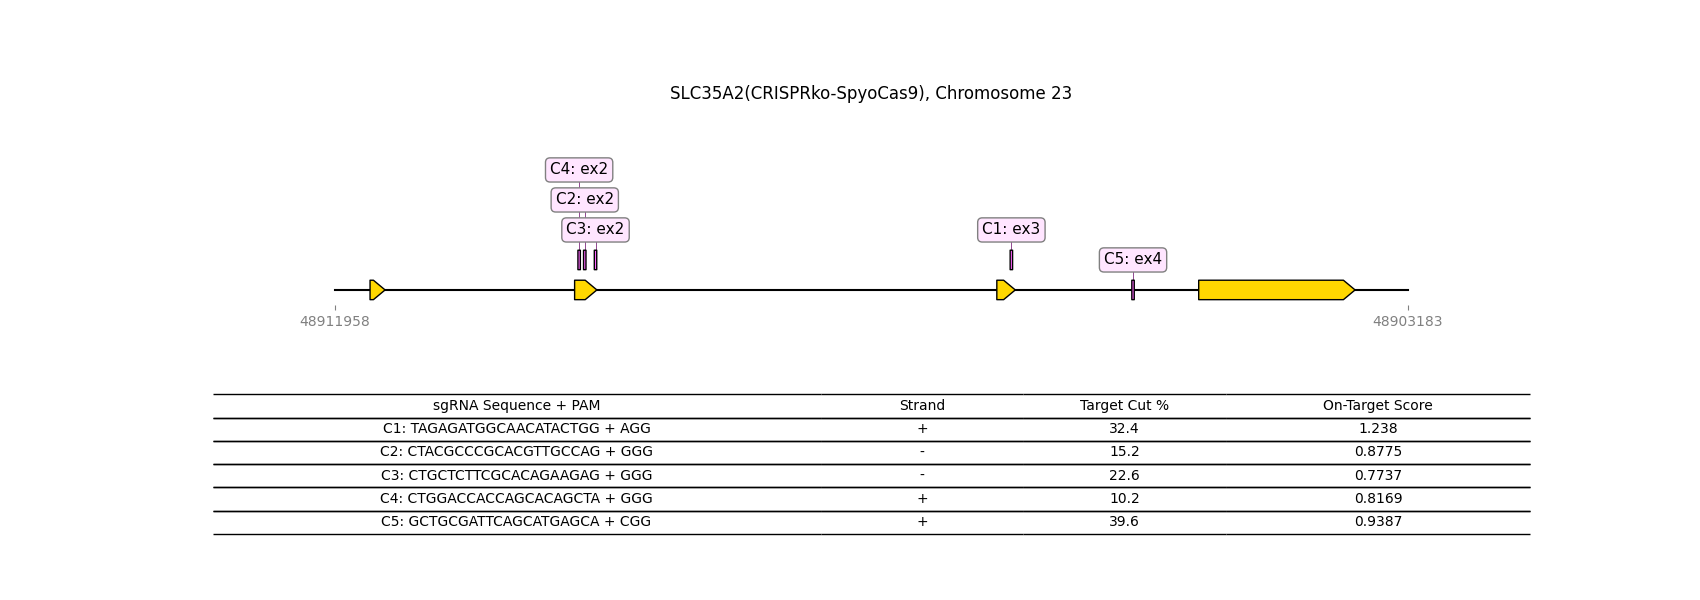 SLC35A2(CRISPRko-SpyoCas9), Chromosome 23
C4: ex2
C2: ex2
C3: ex2
C1: ex3
C5: ex4
48911958
48903183
sgRNA Sequence + PAM Strand Target Cut % On-Target Score
C1: TAGAGATGGCAACATACTGG + AGG + 32.4 1.238
C2: CTACGCCCGCACGTTGCCAG + GGG - 15.2 0.8775
C3: CTGCTCTTCGCACAGAAGAG + GGG - 22.6 0.7737
C4: CTGGACCACCAGCACAGCTA + GGG + 10.2 0.8169
C5: GCTGCGATTCAGCATGAGCA + CGG + 39.6 0.9387